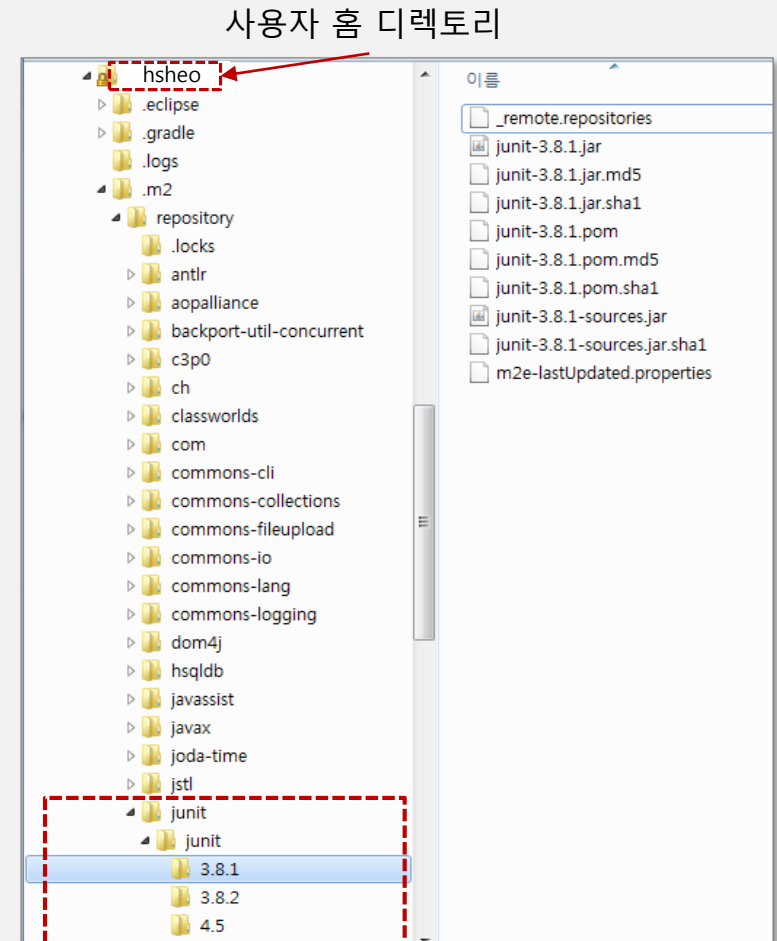 사용자 홈 디렉토리
hsheo
.eclipse
.gradle
.logs
.m2
repository
.locks
antlr
aopalliance
backport-util-concurrent
c3p0
ch
classworlds
com
commons-cli
commons-collections
commons-fileupload
commons-io
commons-lang
commons-logging
dom4j
hsqldb
javassist
javax
joda-time
jstl
junit
junit
3.8.1
3.8.2
4.5
이름
_remote.repositories
junit-3.8.1.jar
junit-3.8.1.jar.md5
junit-3.8.1.jar.sha1
junit-3.8.1.pom
junit-3.8.1.pom.md5
junit-3.8.1.pom.sha1
junit-3.8.1-sources.jar
junit-3.8.1-sources.jar.sha1
m2e-lastUpdated.properties